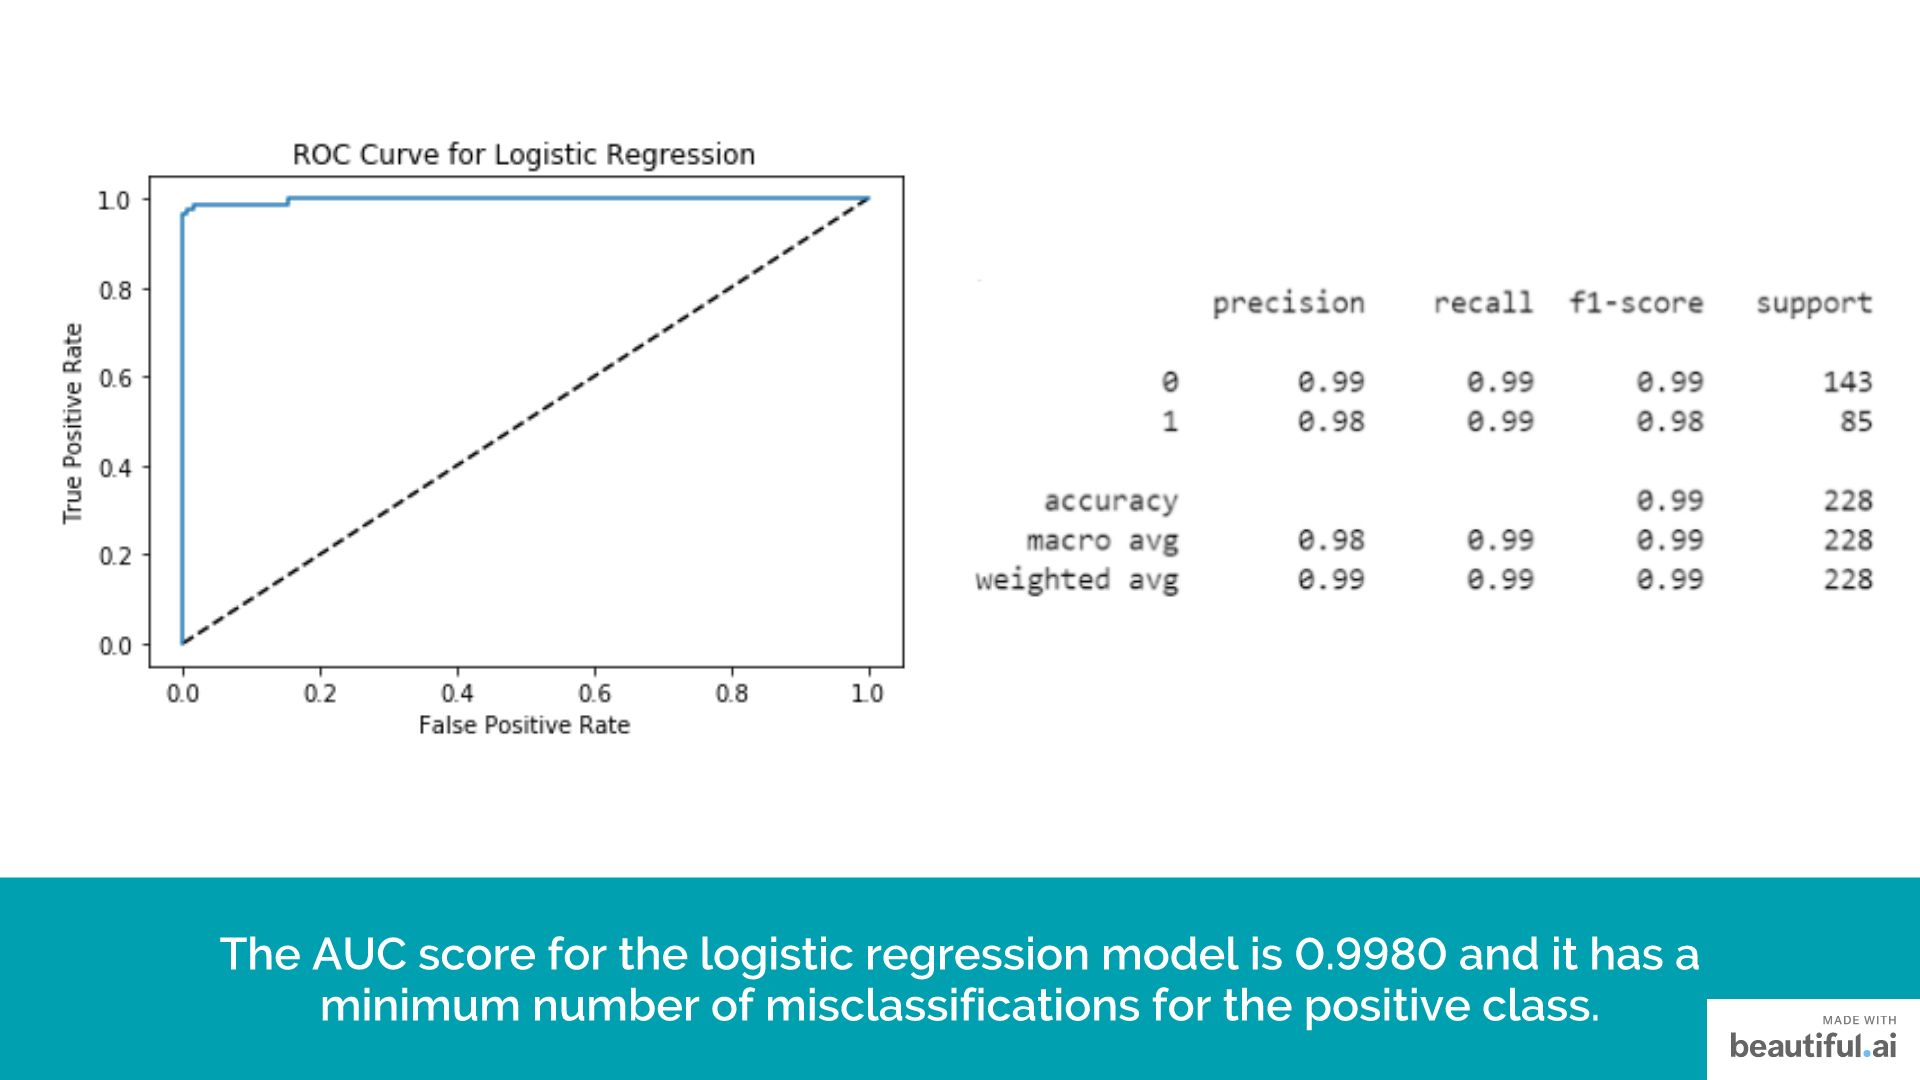 ROC Curve for Logistic Regression
1.0
0.8
0.6
0.4
0.2
0.0
True Positive Rate
0.0 0.2 0.4 0.6 0.8 1.0
False Positive Rate
precision recall f1-score support
0 0.99 0.99 0.99 143
1 0.98 0.99 0.98 85
accuracy 0.99 228
macro avg 0.98 0.99 0.99 228
weighted avg 0.99 0.99 0.99 228
The AUC score for the logistic regression model is 0.9980 and it has a
minimum number of misclassifications for the positive class.
MADE WITH
beautiful.ai